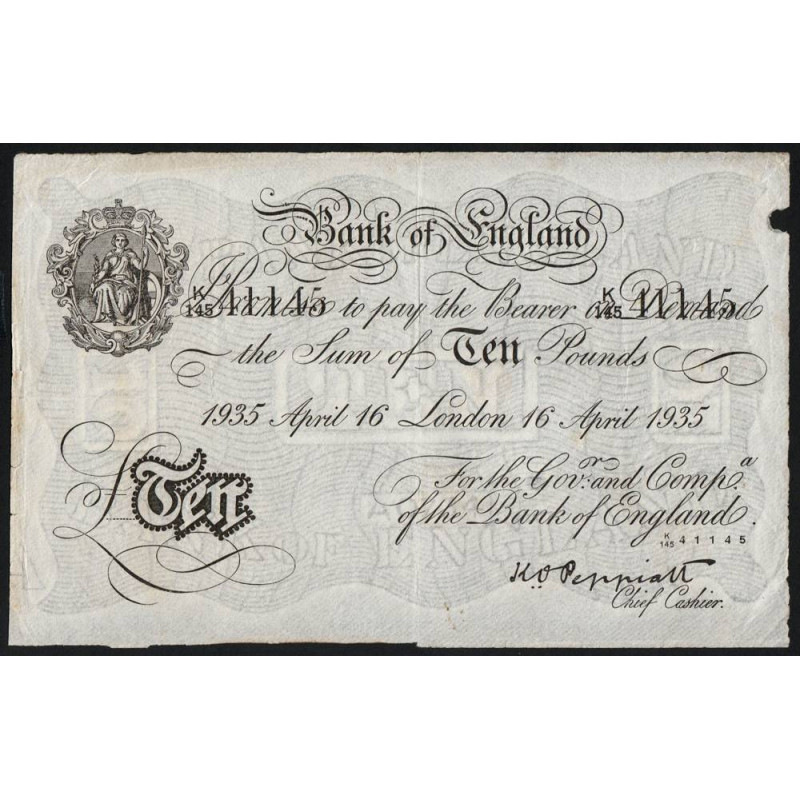 Bank of England
K/145 41145 K/145 41145
I Promise to pay the Bearer on Demand
the Sum of Ten Pounds
1935 April 16 London 16 April 1935
For the Govr. and Compa.
of the Bank of England.
£Ten
K/145 41145
K.O. Peppiatt
Chief Cashier.